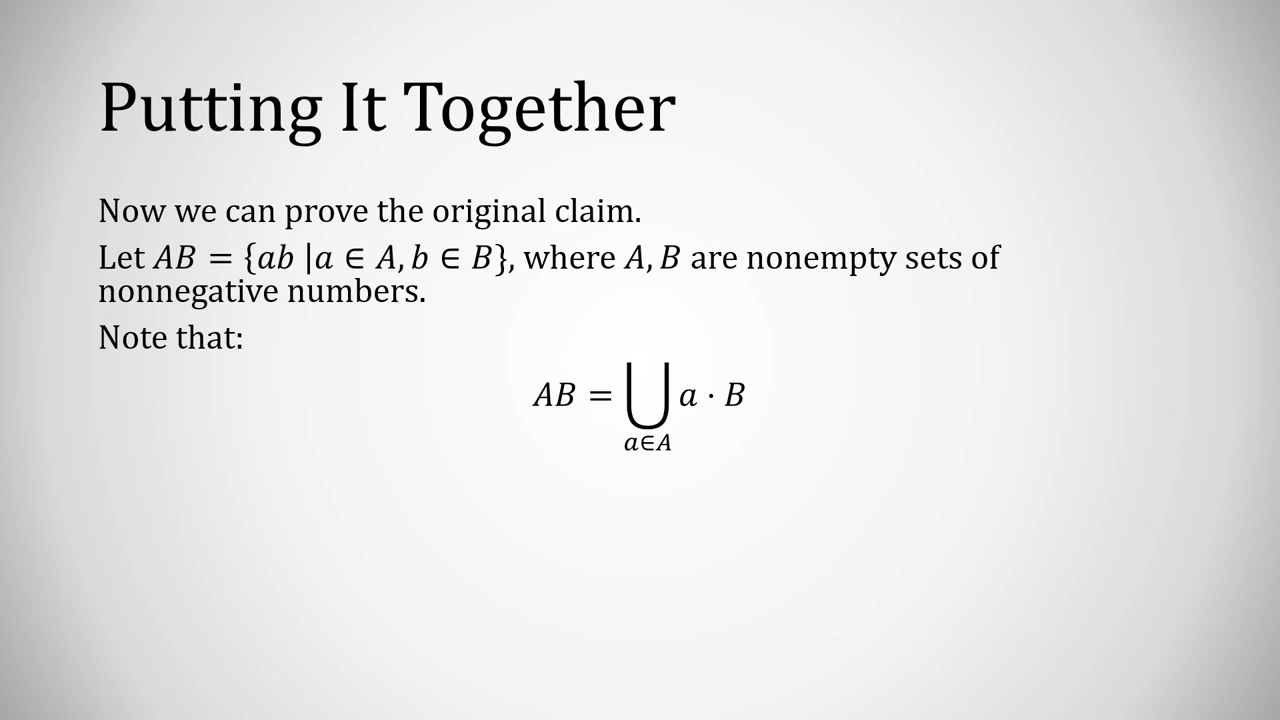 Putting It Together
Now we can prove the original claim.
Let AB = {ab |a ∈ A, b ∈ B}, where A, B are nonempty sets of
nonnegative numbers.
Note that:
AB = ⋃ a · B
a∈A